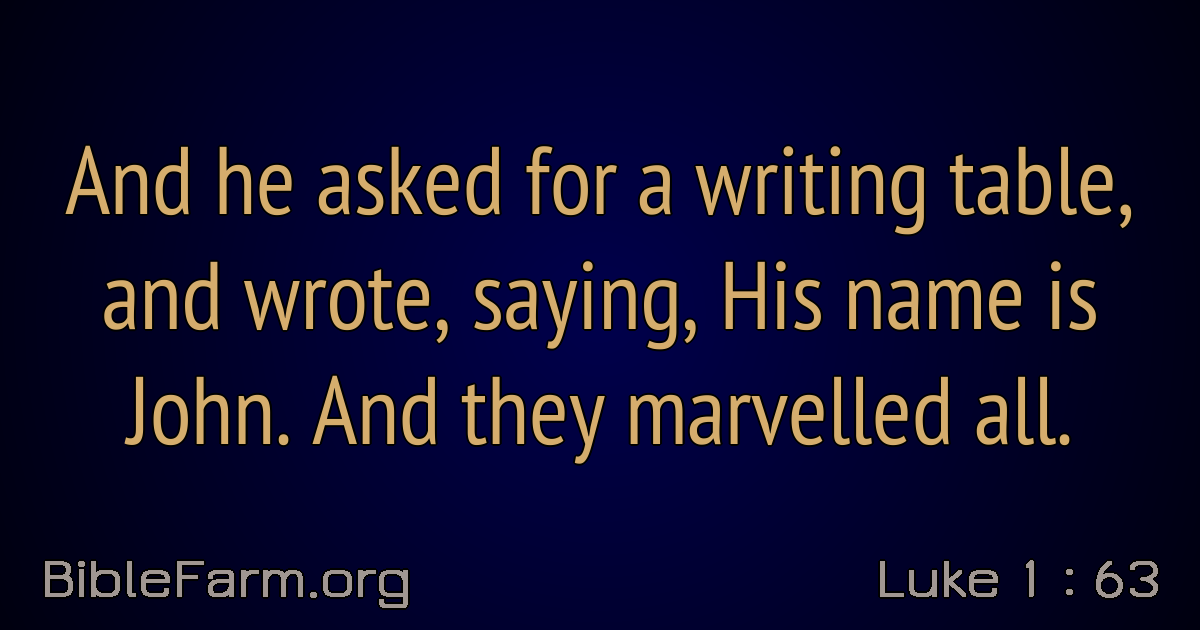 And he asked for a writing table,
and wrote, saying, His name is
John. And they marvelled all.
BibleFarm.org
Luke 1 : 63